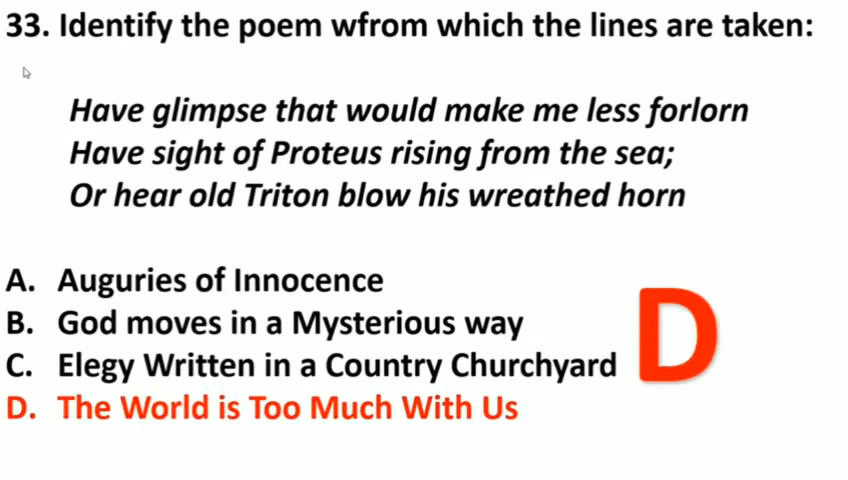 33. Identify the poem wfrom which the lines are taken:
Have glimpse that would make me less forlorn
Have sight of Proteus rising from the sea;
Or hear old Triton blow his wreathed horn
A. Auguries of Innocence
B. God moves in a Mysterious way
C. Elegy Written in a Country Churchyard
D. The World is Too Much With Us
D